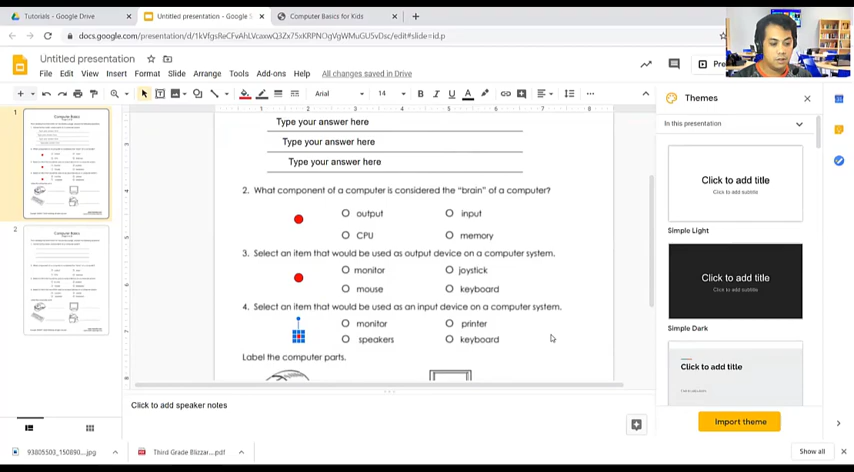 Tutorials - Google Drive
Untitled presentation - Google S
Computer Basics for Kids
docs.google.com/presentation/d/1kVfgsReCFvAhLVcaxwQ3Zx75xKRPNOgVgWMuGU5vDsc/edit#slide=id.p
Untitled presentation
File Edit View Insert Format Slide Arrange Tools Add-ons Help All changes saved in Drive
Arial 14
Type your answer here
Type your answer here
Type your answer here
2. What component of a computer is considered the "brain" of a computer?
output input
CPU memory
3. Select an item that would be used as output device on a computer system.
monitor joystick
mouse keyboard
4. Select an item that would be used as an input device on a computer system.
monitor printer
speakers keyboard
Label the computer parts.
Click to add speaker notes
Themes
In this presentation
Click to add title
Click to add subtitle
Simple Light
Click to add title
Click to add subtitle
Simple Dark
Click to add title
Import theme
93805503_150890....jpg
Third Grade Blizzar....pdf
Show all